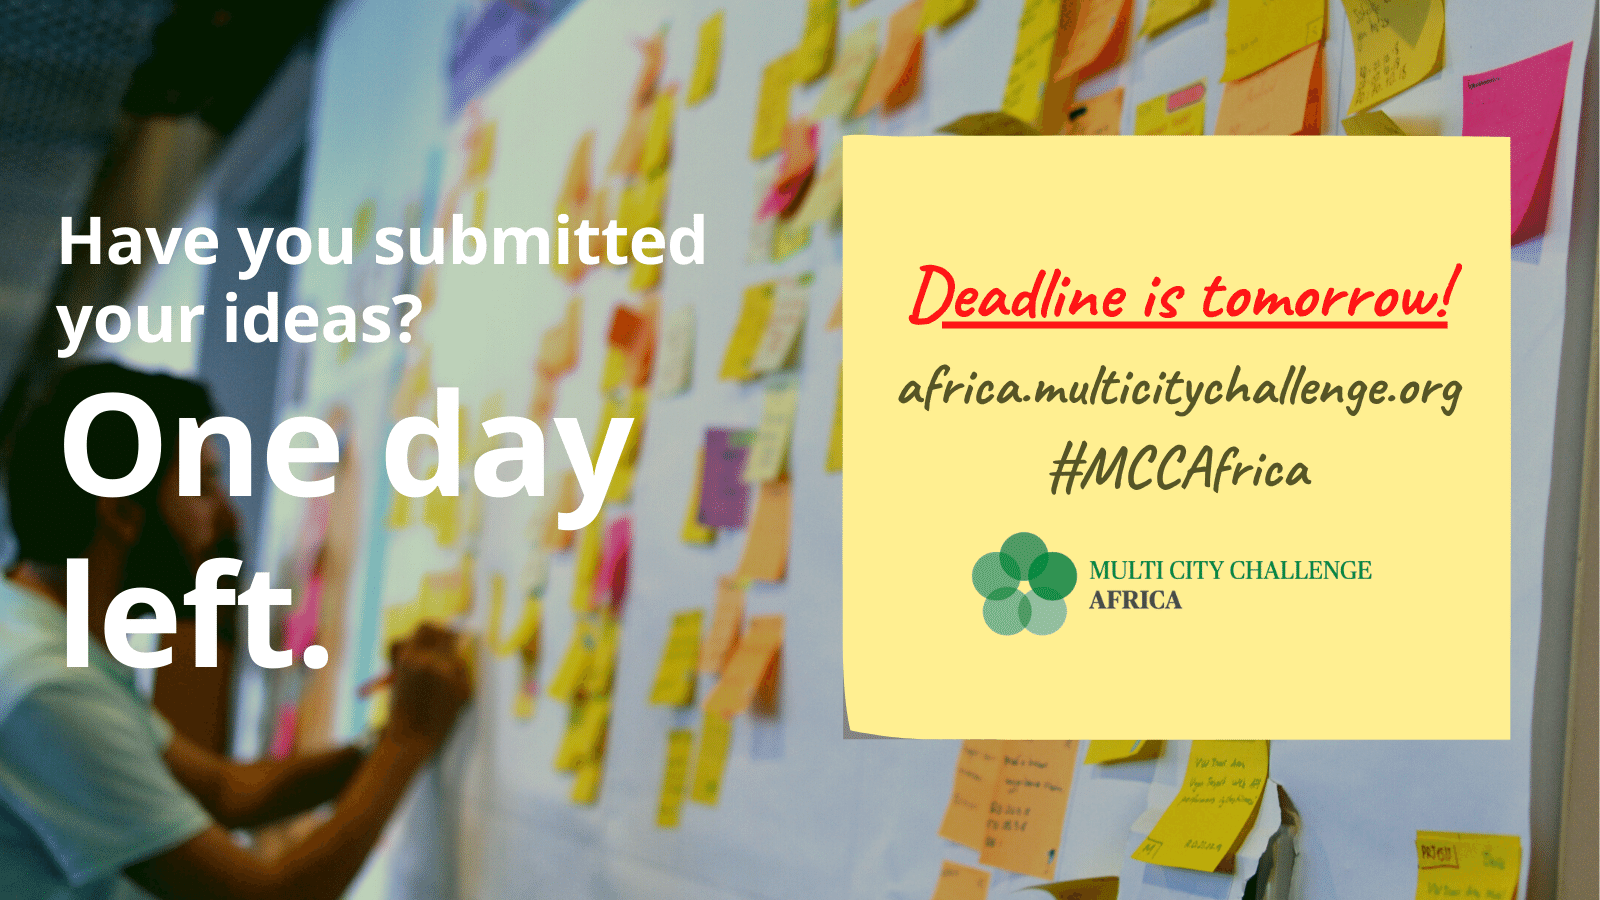 Have you submitted
your ideas?
One day
left.
Deadline is tomorrow!
africa.multicitychallenge.org
#MCCAfrica
MULTI CITY CHALLENGE
AFRICA